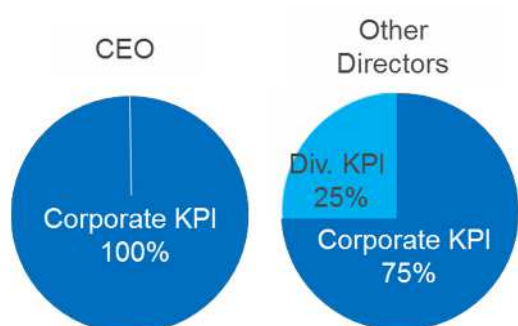 CEO
Corporate KPI
100%
Other
Directors
Div. KPI
25%
Corporate KPI
75%